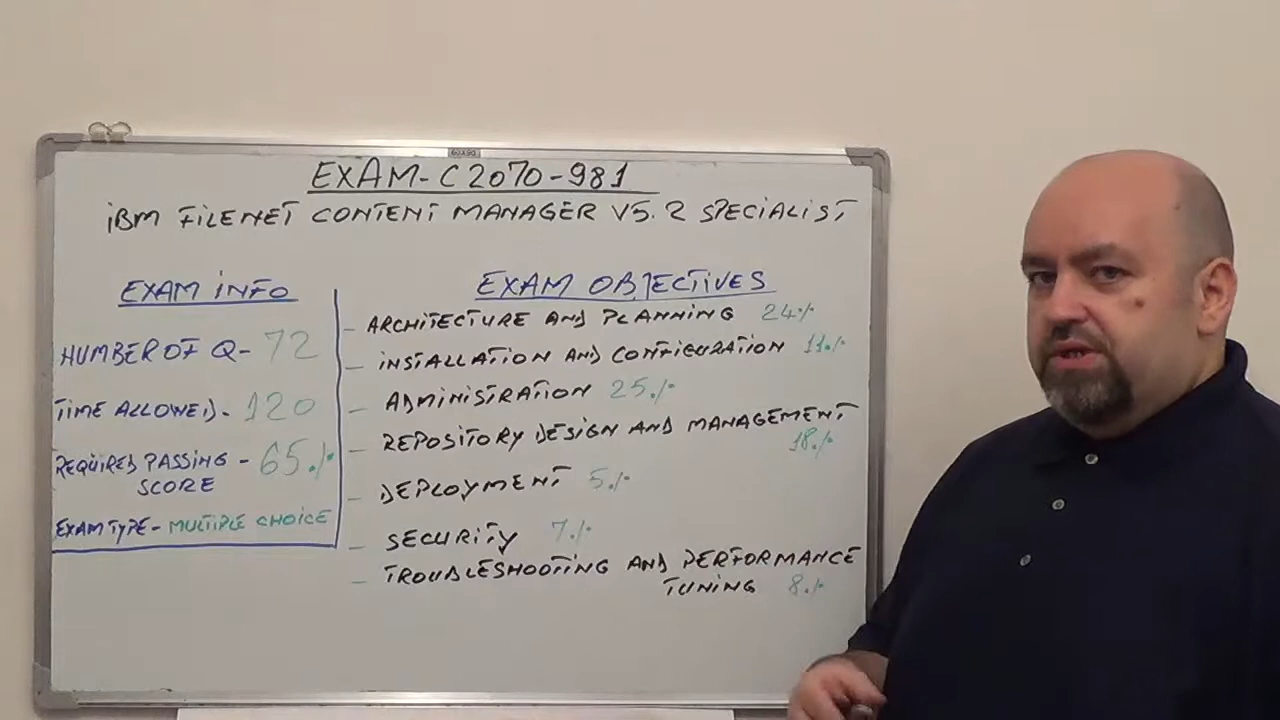 EXAM-C2070-981
IBM FILENET CONTENT MANAGER V5.2 SPECIALIST
EXAM INFO
NUMBER OF Q- 72
TIME ALLOWED- 120
REQUIRED PASSING - 65%
SCORE
EXAM TYPE- MULTIPLE CHOICE
EXAM OBJECTIVES
- ARCHITECTURE AND PLANNING 24%
- INSTALLATION AND CONFIGURATION 11%
- ADMINISTRATION 25%
- REPOSITORY DESIGN AND MANAGEMENT
18%
- DEPLOYMENT 5%
- SECURITY 7%
- TROUBLESHOOTING AND PERFORMANCE
TUNING 8%